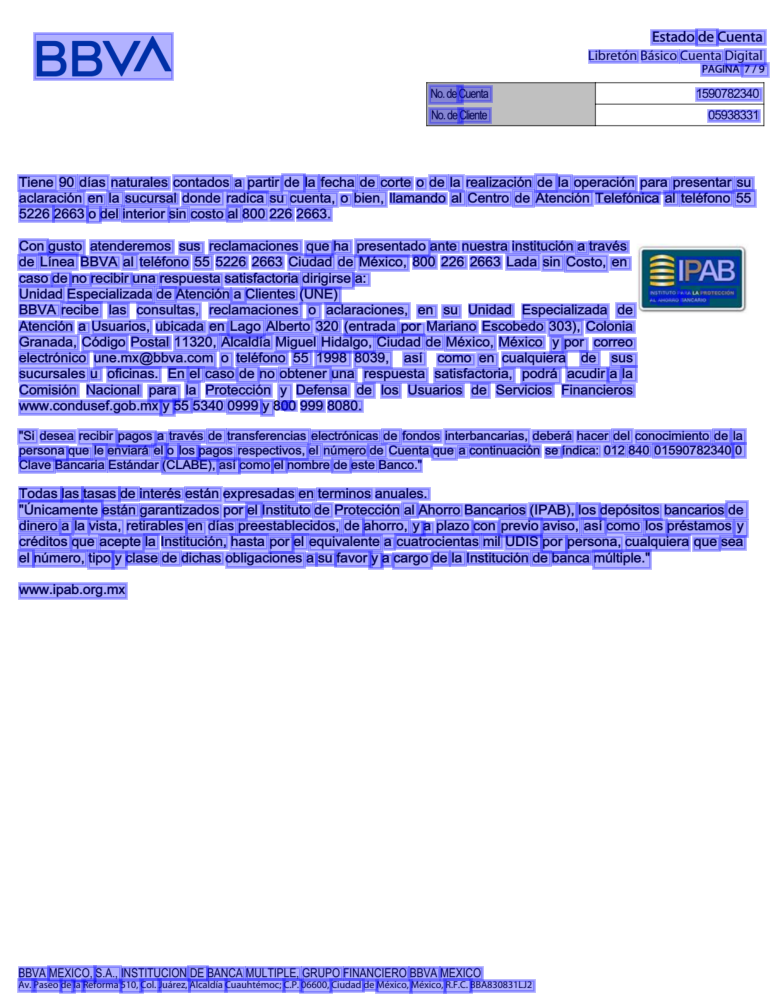 BBVA
Estado de Cuenta
Libretón Básico Cuenta Digital
PAGINA 7 / 9
No. de Cuenta 1590782340
No. de Cliente 05938331
Tiene 90 días naturales contados a partir de la fecha de corte o de la realización de la operación para presentar su
aclaración en la sucursal donde radica su cuenta, o bien, llamando al Centro de Atención Telefónica al teléfono 55
5226 2663 o del interior sin costo al 800 226 2663.
Con gusto atenderemos sus reclamaciones que ha presentado ante nuestra institución a través
de Línea BBVA al teléfono 55 5226 2663 Ciudad de México, 800 226 2663 Lada sin Costo, en
caso de no recibir una respuesta satisfactoria dirigirse a:
Unidad Especializada de Atención a Clientes (UNE)
BBVA recibe las consultas, reclamaciones o aclaraciones, en su Unidad Especializada de
Atención a Usuarios, ubicada en Lago Alberto 320 (entrada por Mariano Escobedo 303), Colonia
Granada, Código Postal 11320, Alcaldía Miguel Hidalgo, Ciudad de México, México y por correo
electrónico une.mx@bbva.com o teléfono 55 1998 8039, así como en cualquiera de sus
sucursales u oficinas. En el caso de no obtener una respuesta satisfactoria, podrá acudir a la
Comisión Nacional para la Protección y Defensa de los Usuarios de Servicios Financieros
www.condusef.gob.mx y 55 5340 0999 y 800 999 8080.
IPAB
INSTITUTO PARA LA PROTECCIÓN
AL AHORRO BANCARIO
"Si desea recibir pagos a través de transferencias electrónicas de fondos interbancarias, deberá hacer del conocimiento de la
persona que le enviará el o los pagos respectivos, el número de Cuenta que a continuación se indica: 012 840 01590782340 0
Clave Bancaria Estándar (CLABE), así como el nombre de este Banco."
Todas las tasas de interés están expresadas en terminos anuales.
"Únicamente están garantizados por el Instituto de Protección al Ahorro Bancarios (IPAB), los depósitos bancarios de
dinero a la vista, retirables en días preestablecidos, de ahorro, y a plazo con previo aviso, así como los préstamos y
créditos que acepte la Institución, hasta por el equivalente a cuatrocientas mil UDIS por persona, cualquiera que sea
el número, tipo y clase de dichas obligaciones a su favor y a cargo de la Institución de banca múltiple."
www.ipab.org.mx
BBVA MEXICO, S.A., INSTITUCION DE BANCA MULTIPLE, GRUPO FINANCIERO BBVA MEXICO
Av. Paseo de la Reforma 510, Col. Juárez, Alcaldía Cuauhtémoc; C.P. 06600, Ciudad de México, México, R.F.C. BBA830831LJ2